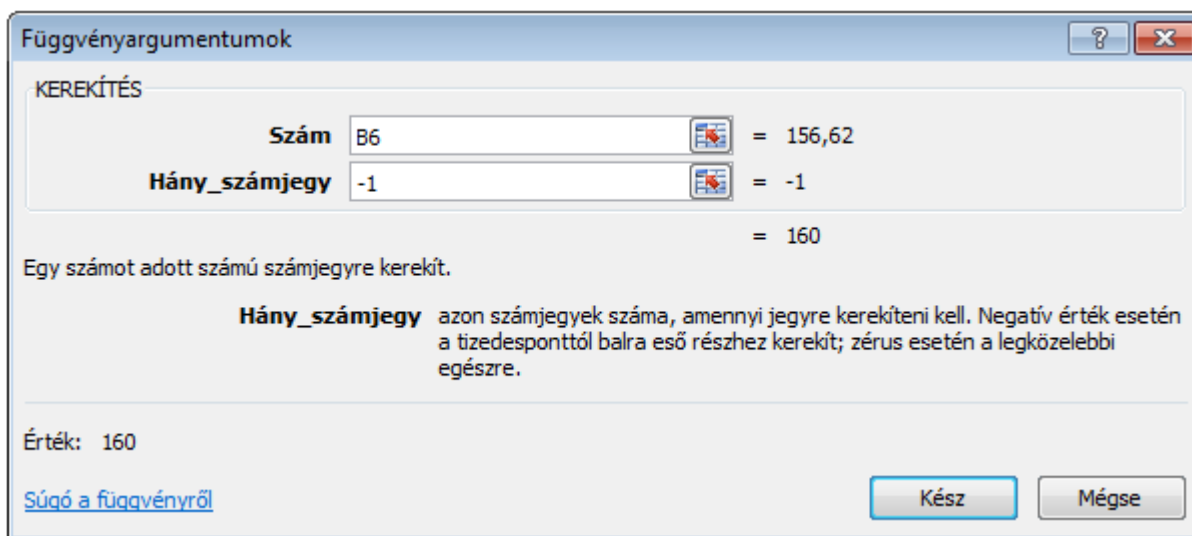 Függvényargumentumok
KEREKÍTÉS
Szám B6 = 156,62
Hány_számjegy -1 = -1
= 160
Egy számot adott számú számjegyre kerekít.
Hány_számjegy azon számjegyek száma, amennyi jegyre kerekíteni kell. Negatív érték esetén
a tizedesponttól balra eső részhez kerekít; zérus esetén a legközelebbi
egészre.
Érték: 160
Súgó a függvényről Kész Mégse